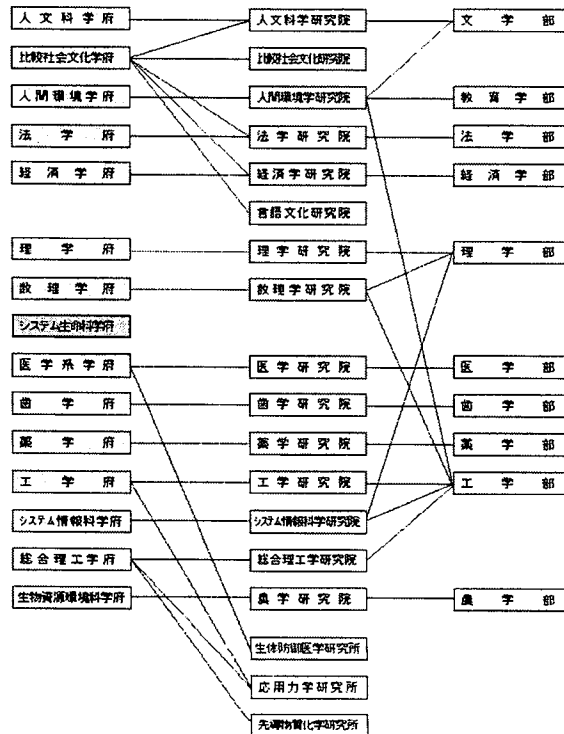 人文科学府
人文科学研究院
文学部
比較社会文化学府
比較社会文化研究院
人間環境学府
人間環境学研究院
教育学部
法学府
法学研究院
法学部
経済学府
経済学研究院
経済学部
言語文化研究院
理学府
理学研究院
理学部
数理学府
数理学研究院
システム生命科学府
医学系学府
医学研究院
医学部
歯学府
歯学研究院
歯学部
薬学府
薬学研究院
薬学部
工学府
工学研究院
工学部
システム情報科学府
システム情報科学研究院
総合理工学府
総合理工学研究院
生物資源環境科学府
農学研究院
農学部
生体防御医学研究所
応用力学研究所
先導物質化学研究所